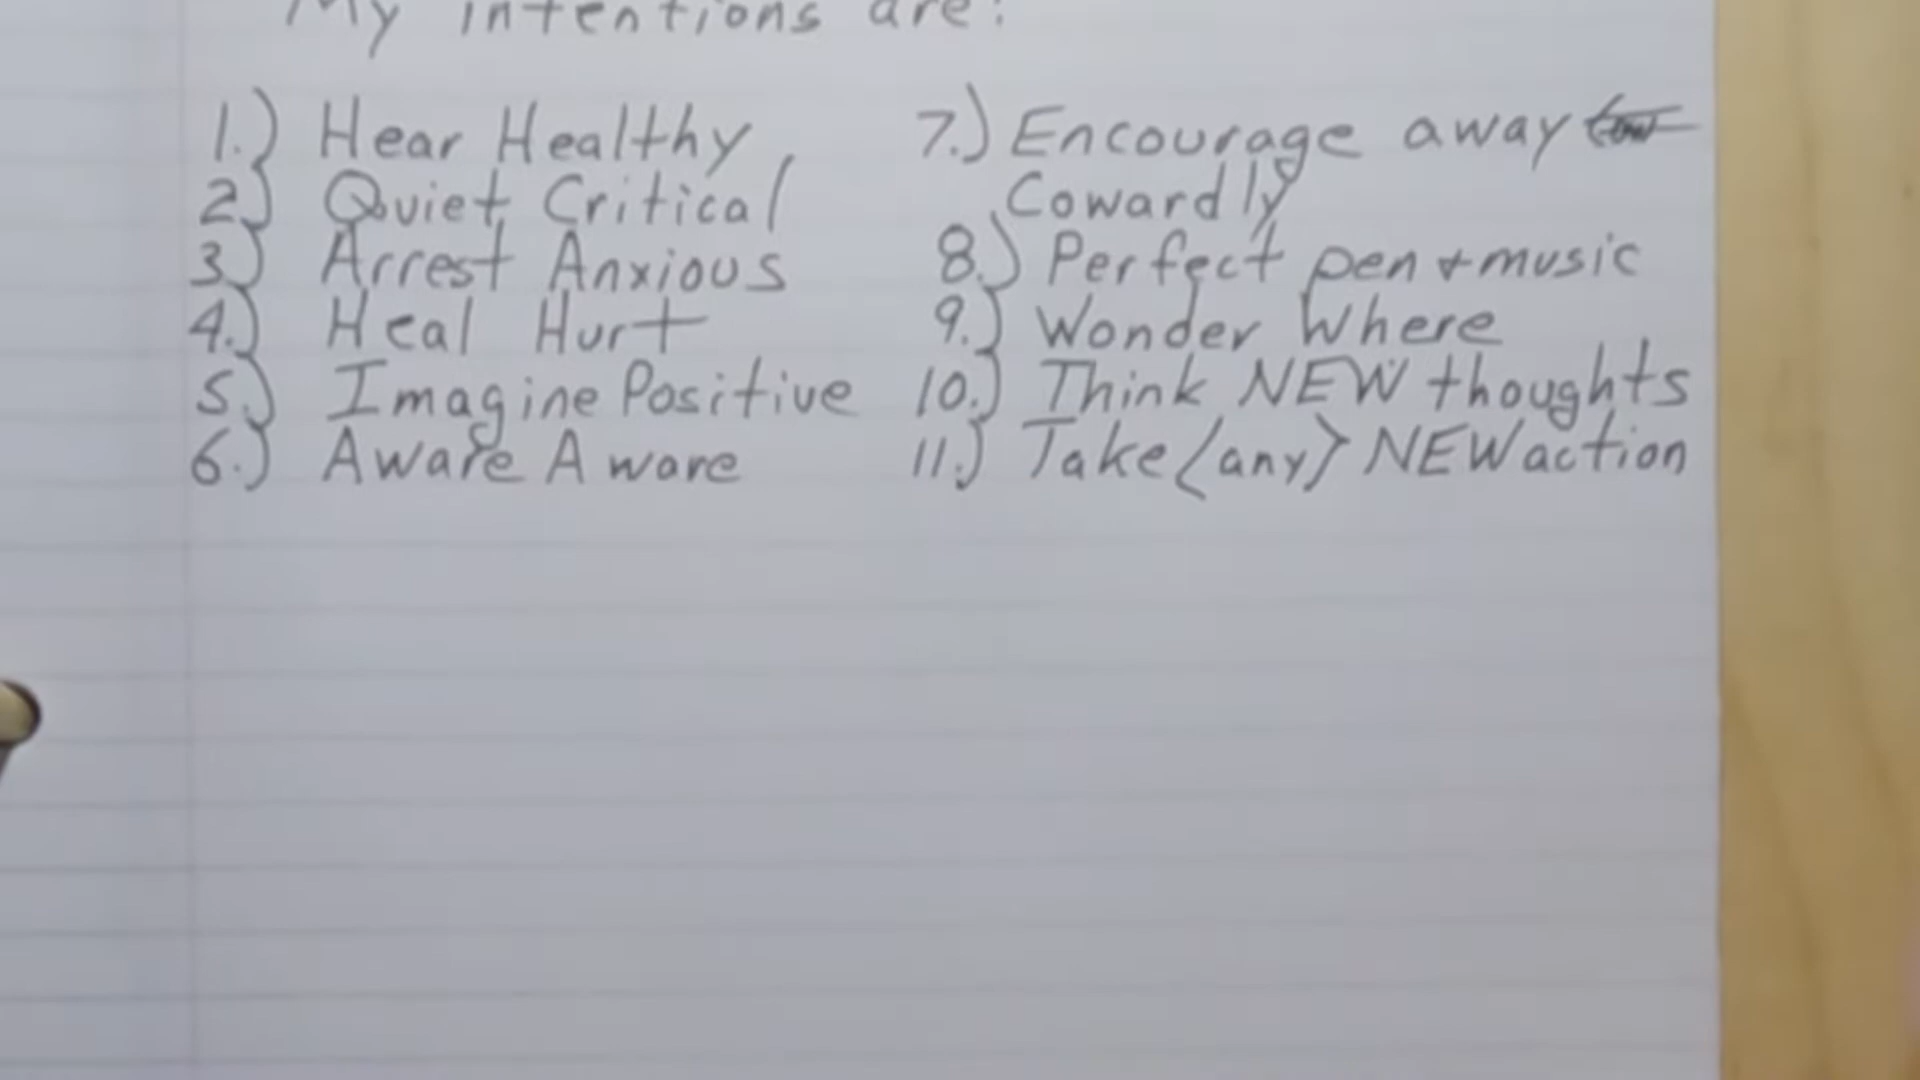 My intentions are:
1.) Hear Healthy
2.) Quiet Critical
3.) Arrest Anxious
4.) Heal Hurt
5.) Imagine Positive
6.) Aware Aware
7.) Encourage away
Cowardly
8.) Perfect pen + music
9.) Wonder Where
10.) Think NEW thoughts
11.) Take <any> NEW action